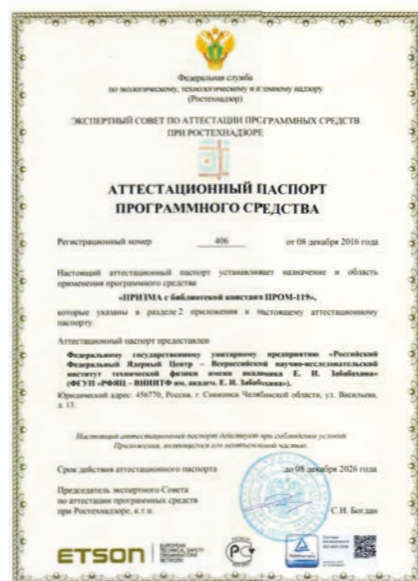 Федеральная служба
по экологическому, технологическому и атомному надзору
(Ростехнадзор)
ЭКСПЕРТНЫЙ СОВЕТ ПО АТТЕСТАЦИИ ПРОГРАММНЫХ СРЕДСТВ
ПРИ РОСТЕХНАДЗОРЕ
АТТЕСТАЦИОННЫЙ ПАСПОРТ
ПРОГРАММНОГО СРЕДСТВА
Регистрационный номер 406 от 08 декабря 2016 года
Настоящий аттестационный паспорт устанавливает назначение и область
применения программного средства
«ПРИЗМА с библиотекой констант ПРОМ-119»,
которые указаны в разделе 2 приложения к настоящему аттестационному
паспорту.
Аттестационный паспорт предоставлен
Федеральному государственному унитарному предприятию «Российский
Федеральный Ядерный Центр – Всероссийский научно-исследовательский
институт технической физики имени академика Е. И. Забабахина»
(ФГУП «РФЯЦ – ВНИИТФ им. академ. Е. И. Забабахина»).
Юридический адрес: 456770, Россия, г. Снежинск Челябинской области, ул. Васильева,
д. 13.
Настоящий аттестационный паспорт действует при соблюдении условий
Приложения, являющегося его неотъемлемой частью.
Срок действия аттестационного паспорта до 08 декабря 2026 года
Председатель экспертного Совета
по аттестации программных средств
при Ростехнадзоре, к.т.н. С.Н. Богдан
ETSON
EUROPEAN
TECHNICAL SAFETY
ORGANISATIONS
NETWORK